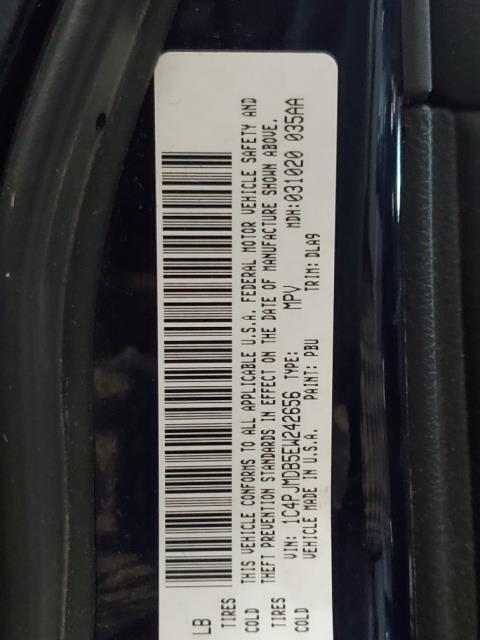 LB
TIRES
COLD
THIS VEHICLE CONFORMS TO ALL APPLICABLE U.S.A. FEDERAL MOTOR VEHICLE SAFETY AND
THEFT PREVENTION STANDARDS IN EFFECT ON THE DATE OF MANUFACTURE SHOWN ABOVE.
TIRES
COLD
VIN: 1C4PJMDB5EW242656 TYPE: MPV MDH:031020 035AA
VEHICLE MADE IN U.S.A. PAINT: PBU TRIM: DLA9